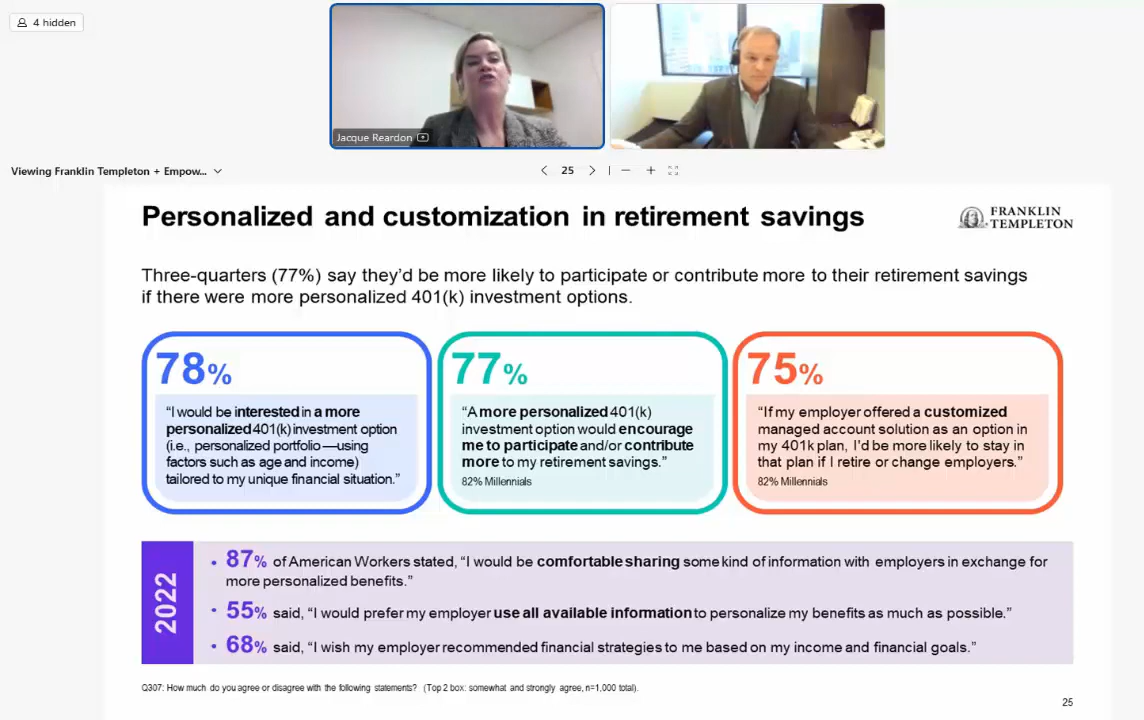 4 hidden
Jacque Reardon
Viewing Franklin Templeton + Empow...
25
Personalized and customization in retirement savings
FRANKLIN
TEMPLETON
Three-quarters (77%) say they’d be more likely to participate or contribute more to their retirement savings
if there were more personalized 401(k) investment options.
78%
“I would be interested in a more
personalized 401(k) investment option
(i.e., personalized portfolio—using
factors such as age and income)
tailored to my unique financial situation.”
77%
“A more personalized 401(k)
investment option would encourage
me to participate and/or contribute
more to my retirement savings.”
82% Millennials
75%
“If my employer offered a customized
managed account solution as an option in
my 401k plan, I'd be more likely to stay in
that plan if I retire or change employers.”
82% Millennials
2022
• 87% of American Workers stated, “I would be comfortable sharing some kind of information with employers in exchange for
more personalized benefits.”
• 55% said, “I would prefer my employer use all available information to personalize my benefits as much as possible.”
• 68% said, “I wish my employer recommended financial strategies to me based on my income and financial goals.”
Q307: How much do you agree or disagree with the following statements? (Top 2 box: somewhat and strongly agree, n=1,000 total).
25